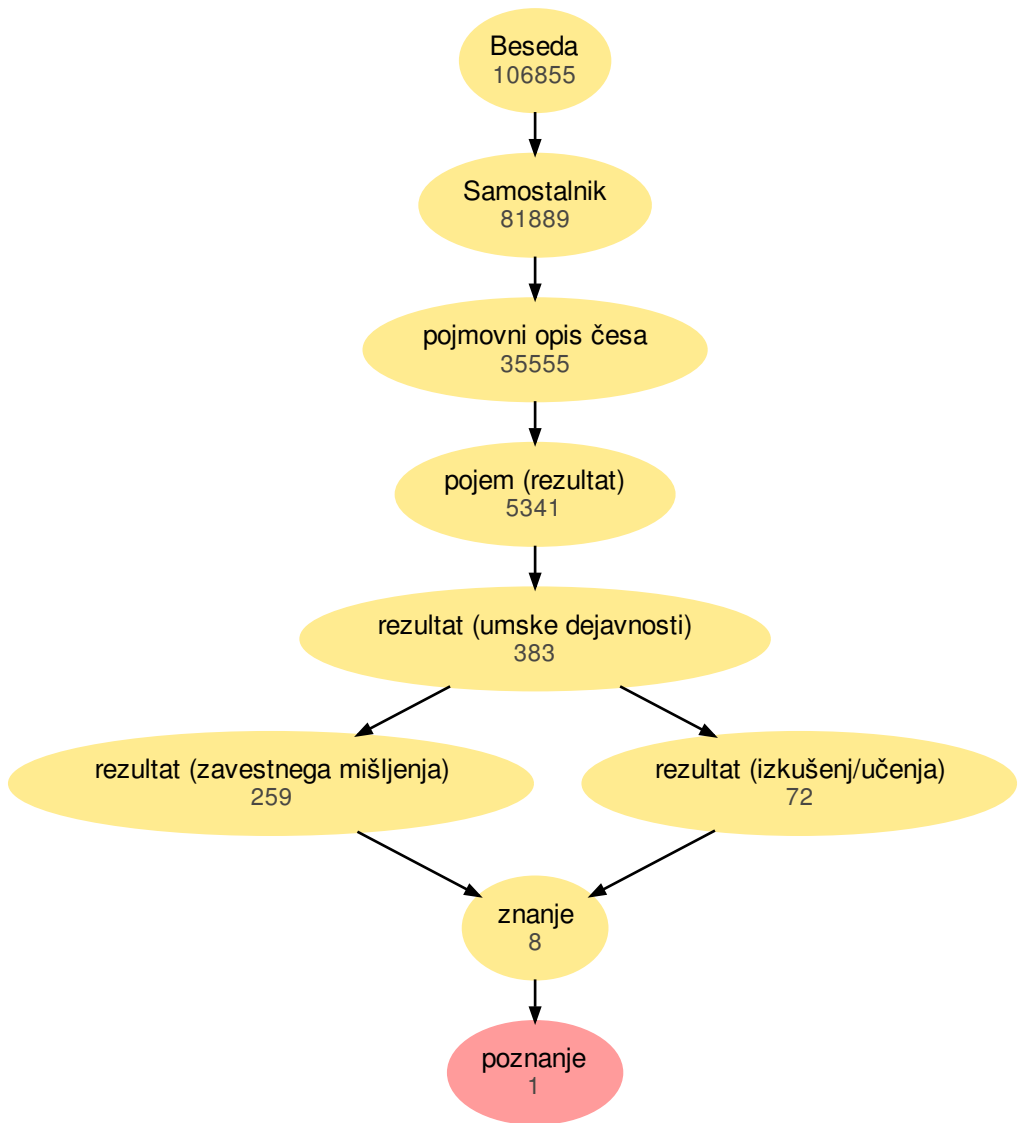 Beseda
106855
Samostalnik
81889
pojmovni opis česa
35555
pojem (rezultat)
5341
rezultat (umske dejavnosti)
383
rezultat (zavestnega mišljenja)
259
rezultat (izkušenj/učenja)
72
znanje
8
poznanje
1